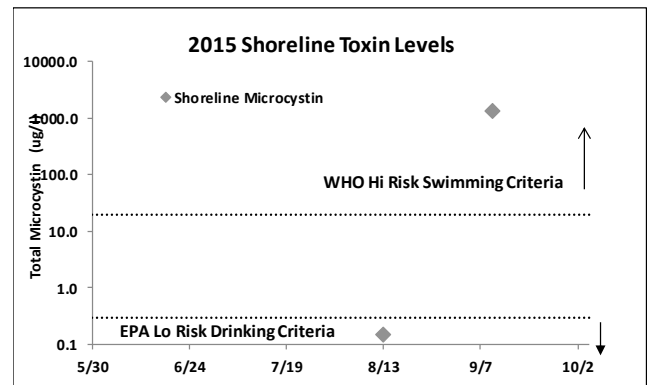 2015 Shoreline Toxin Levels
Total Microcystin (ug/l)
10000.0
1000.0
100.0
10.0
1.0
0.1
Shoreline Microcystin
WHO Hi Risk Swimming Criteria
EPA Lo Risk Drinking Criteria
5/30 6/24 7/19 8/13 9/7 10/2